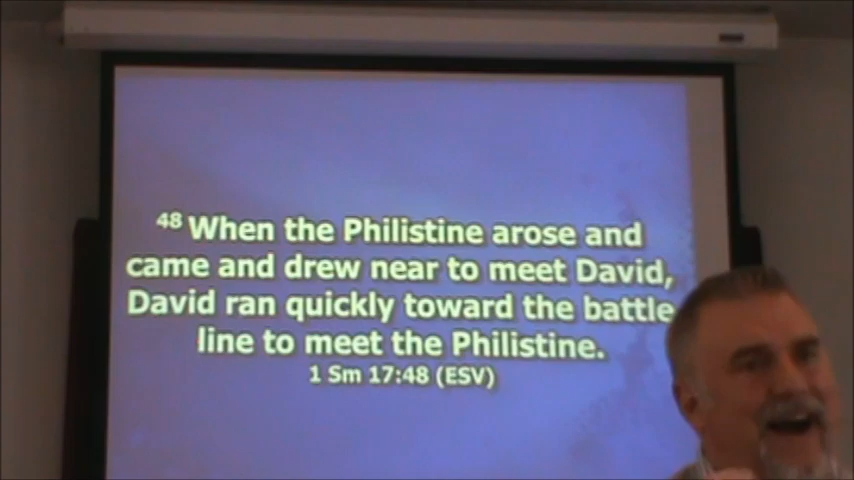 48 When the Philistine arose and
came and drew near to meet David,
David ran quickly toward the battle
line to meet the Philistine.
1 Sm 17:48 (ESV)